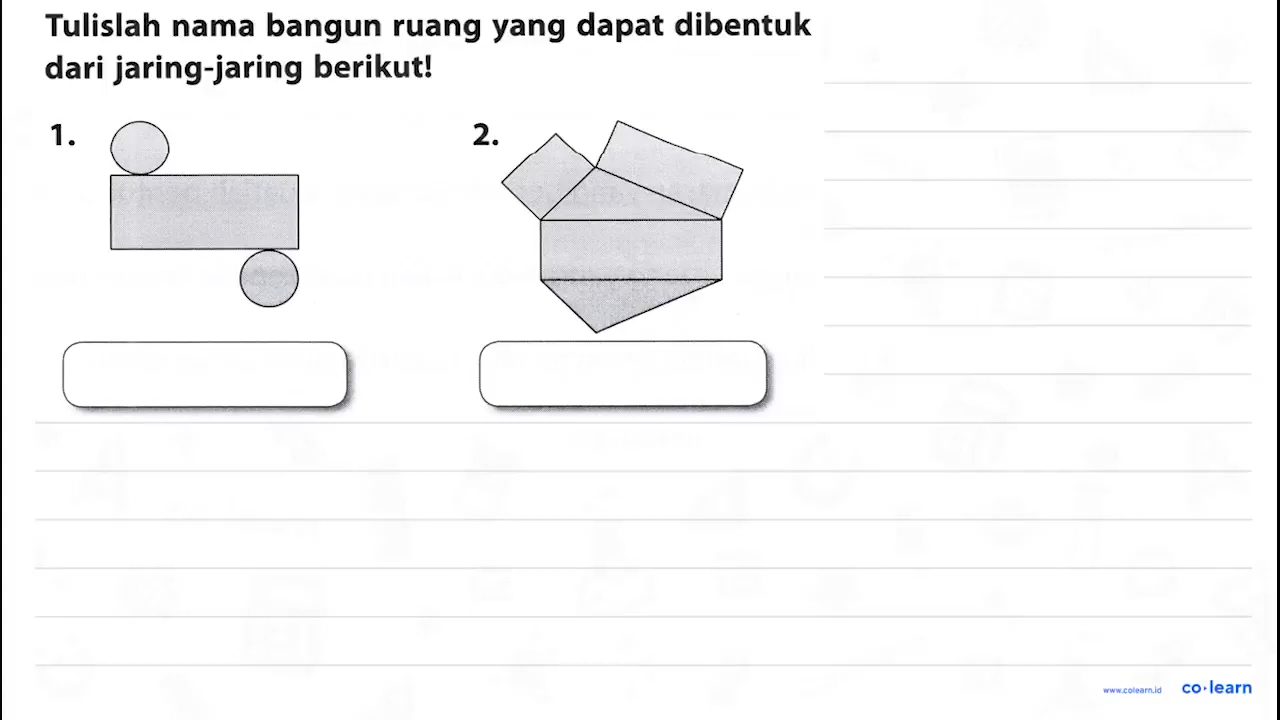 Tulislah nama bangun ruang yang dapat dibentuk
dari jaring-jaring berikut!
1.
2.
www.colearn.id
co·learn